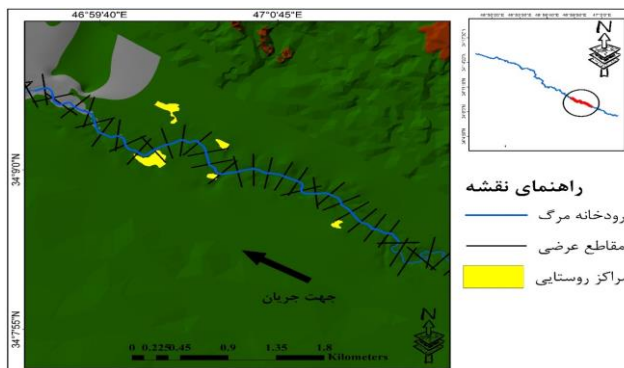 46°59'40"E
47°0'45"E
34°9'0"N
34°7'55"N
جهت جریان
0 0.225 0.45 0.9 1.35 1.8
Kilometers
N
N
راهنمای نقشه
رودخانه مرگ
مقاطع عرضی
مراکز روستایی